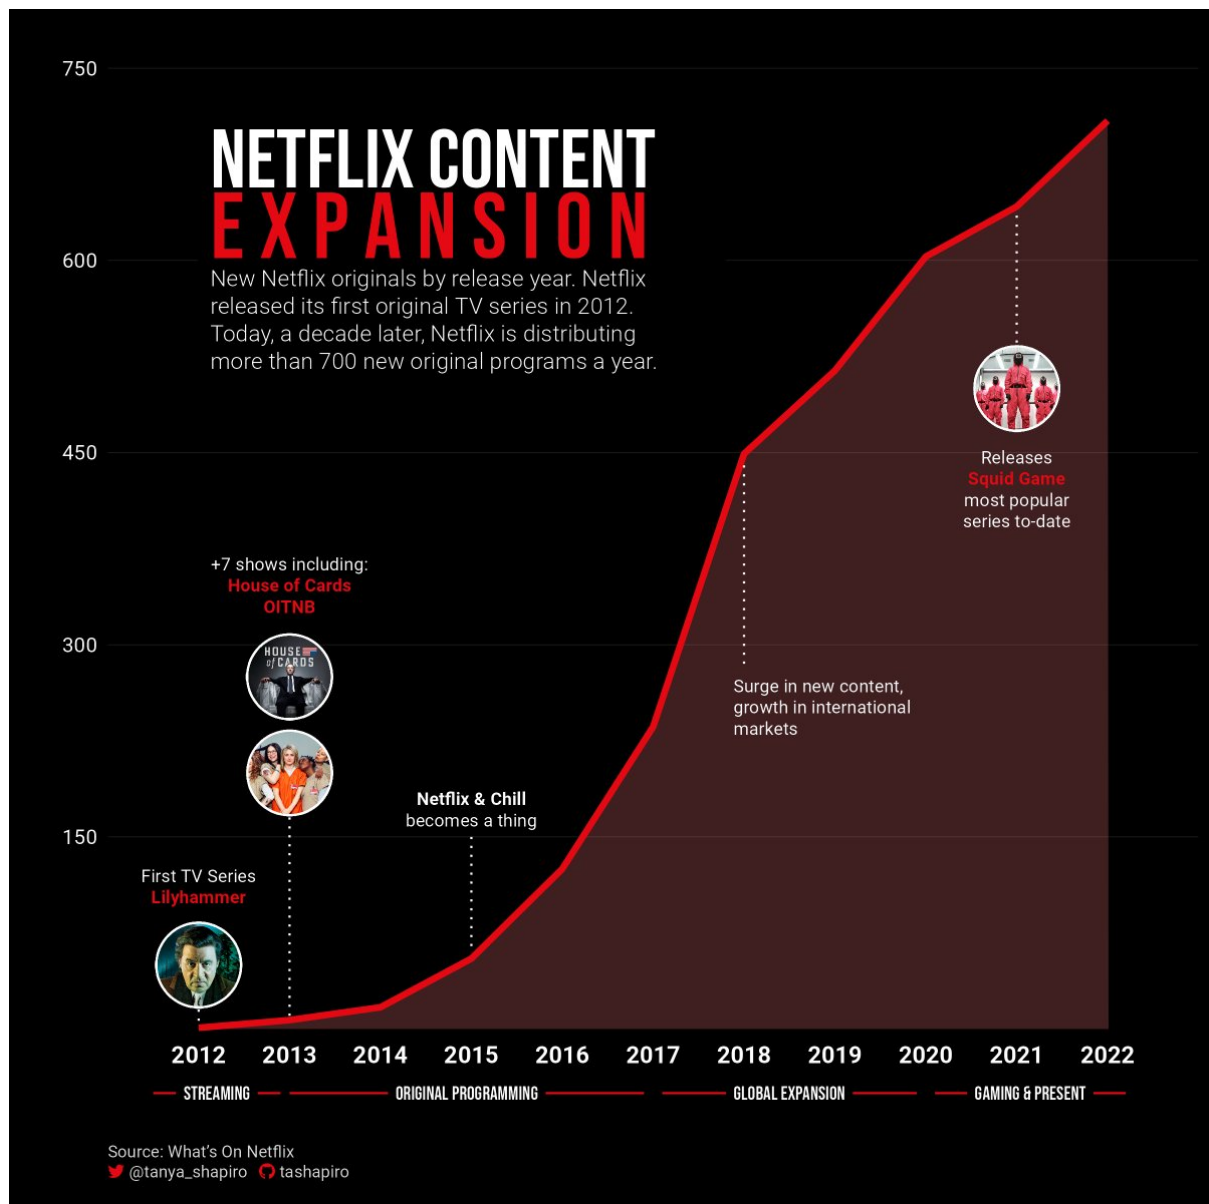 750
NETFLIX CONTENT
EXPANSION
600
New Netflix originals by release year. Netflix
released its first original TV series in 2012.
Today, a decade later, Netflix is distributing
more than 700 new original programs a year.
450
Releases
Squid Game
most popular
series to-date
+7 shows including:
House of Cards
OITNB
300
HOUSE
of CARDS
Surge in new content,
growth in international
markets
Netflix & Chill
becomes a thing
150
First TV Series
Lilyhammer
2012 2013 2014 2015 2016 2017 2018 2019 2020 2021 2022
STREAMING ORIGINAL PROGRAMMING GLOBAL EXPANSION GAMING & PRESENT
Source: What's On Netflix
@tanya_shapiro tashapiro